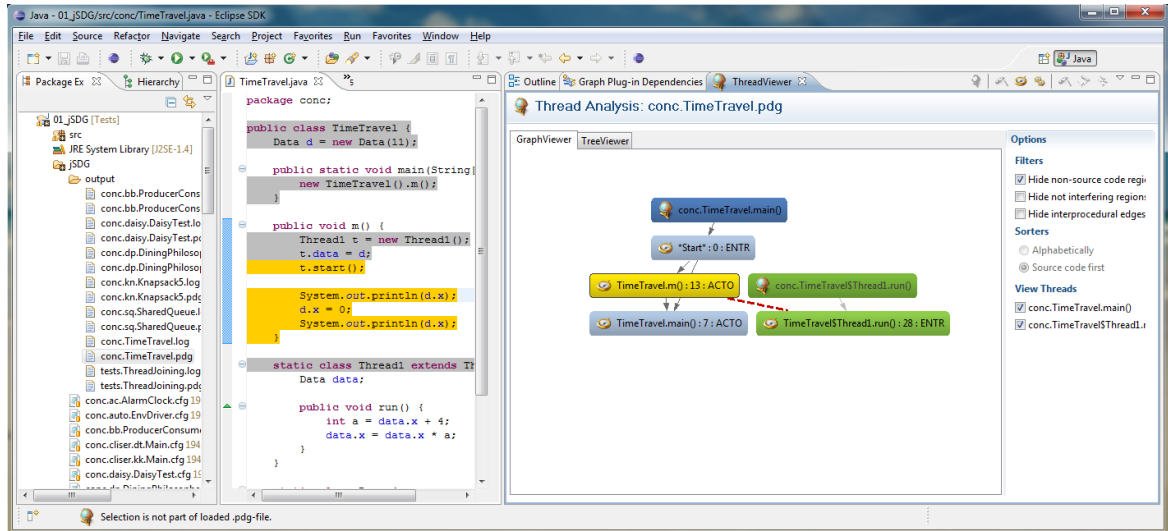 Java - 01_jSDG/src/conc/TimeTravel.java - Eclipse SDK
File Edit Source Refactor Navigate Search Project Favorites Run Favorites Window Help
Java
Package Ex Hierarchy
01_jSDG [Tests]
src
JRE System Library [J2SE-1.4]
jSDG
output
conc.bb.ProducerCons
conc.bb.ProducerCons
conc.daisy.DaisyTest.lo
conc.daisy.DaisyTest.pd
conc.dp.DiningPhiloso
conc.dp.DiningPhiloso
conc.kn.Knapsack5.log
conc.kn.Knapsack5.pdg
conc.sq.SharedQueue.l
conc.sq.SharedQueue.p
conc.TimeTravel.log
conc.TimeTravel.pdg
tests.ThreadJoining.log
tests.ThreadJoining.pdg
conc.ac.AlarmClock.cfg 19
conc.auto.EnvDriver.cfg 19
conc.bb.ProducerConsum
conc.cliser.dt.Main.cfg 194
conc.cliser.kk.Main.cfg 194
conc.daisy.DaisyTest.cfg 19
TimeTravel.java »5
package conc;
public class TimeTravel {
Data d = new Data(11);
public static void main(String[
new TimeTravel().m();
}
public void m() {
Thread1 t = new Thread1();
t.data = d;
t.start();
System.out.println(d.x);
d.x = 0;
System.out.println(d.x);
}
static class Thread1 extends Th
Data data;
public void run() {
int a = data.x + 4;
data.x = data.x * a;
}
}
Outline Graph Plug-in Dependencies ThreadViewer
Thread Analysis: conc.TimeTravel.pdg
GraphViewer TreeViewer
conc.TimeTravel.main()
*Start* : 0 : ENTR
TimeTravel.m() : 13 : ACTO
conc.TimeTravel$Thread1.run()
TimeTravel.main() : 7 : ACTO
TimeTravel$Thread1.run() : 28 : ENTR
Options
Filters
Hide non-source code regi
Hide not interfering regions
Hide interprocedural edges
Sorters
Alphabetically
Source code first
View Threads
conc.TimeTravel.main()
conc.TimeTravel$Thread1.r
Selection is not part of loaded .pdg-file.